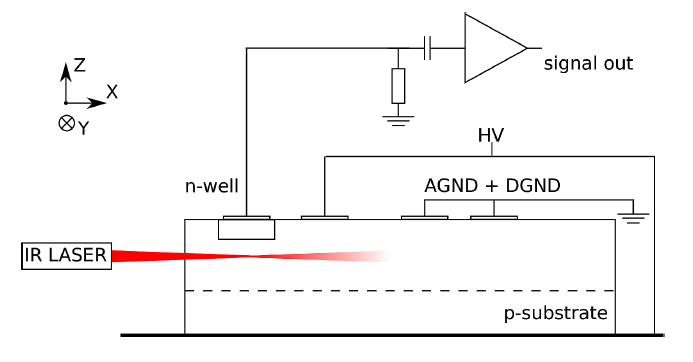 signal out
Z
X
Y
HV
n-well
AGND + DGND
IR LASER
p-substrate